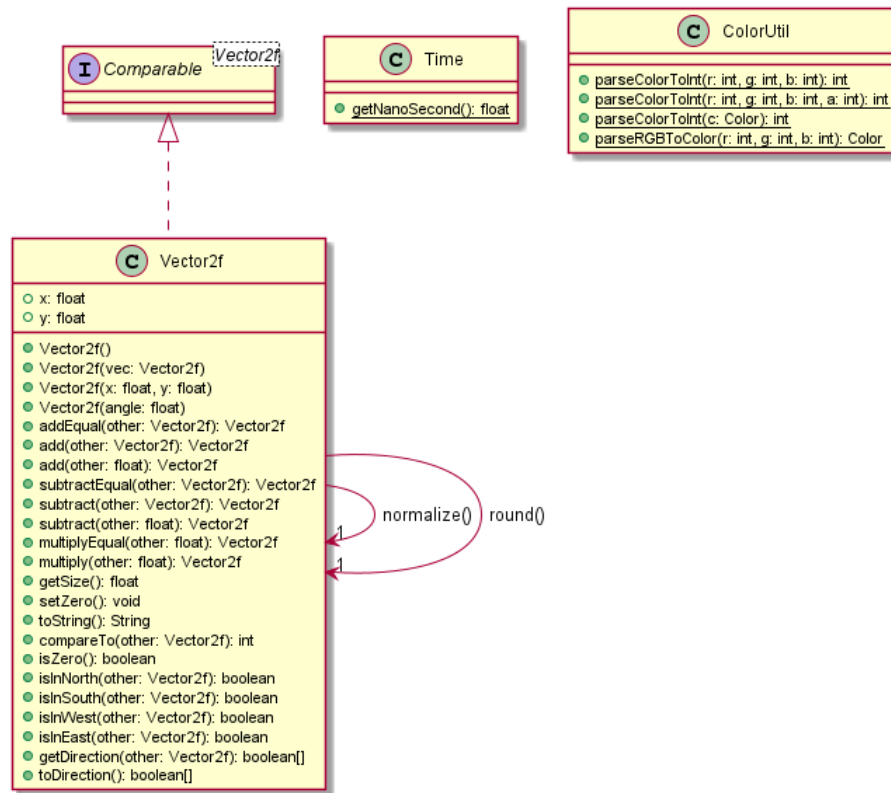 I Comparable
Vector2f
C Time
getNanoSecond(): float
C ColorUtil
parseColorToInt(r: int, g: int, b: int): int
parseColorToInt(r: int, g: int, b: int, a: int): int
parseColorToInt(c: Color): int
parseRGBToColor(r: int, g: int, b: int): Color
C Vector2f
x: float
y: float
Vector2f()
Vector2f(vec: Vector2f)
Vector2f(x: float, y: float)
Vector2f(angle: float)
addEqual(other: Vector2f): Vector2f
add(other: Vector2f): Vector2f
add(other: float): Vector2f
subtractEqual(other: Vector2f): Vector2f
subtract(other: Vector2f): Vector2f
subtract(other: float): Vector2f
multiplyEqual(other: float): Vector2f
multiply(other: float): Vector2f
getSize(): float
setZero(): void
toString(): String
compareTo(other: Vector2f): int
isZero(): boolean
isInNorth(other: Vector2f): boolean
isInSouth(other: Vector2f): boolean
isInWest(other: Vector2f): boolean
isInEast(other: Vector2f): boolean
getDirection(other: Vector2f): boolean[]
toDirection(): boolean[]
normalize()
1
round()
1